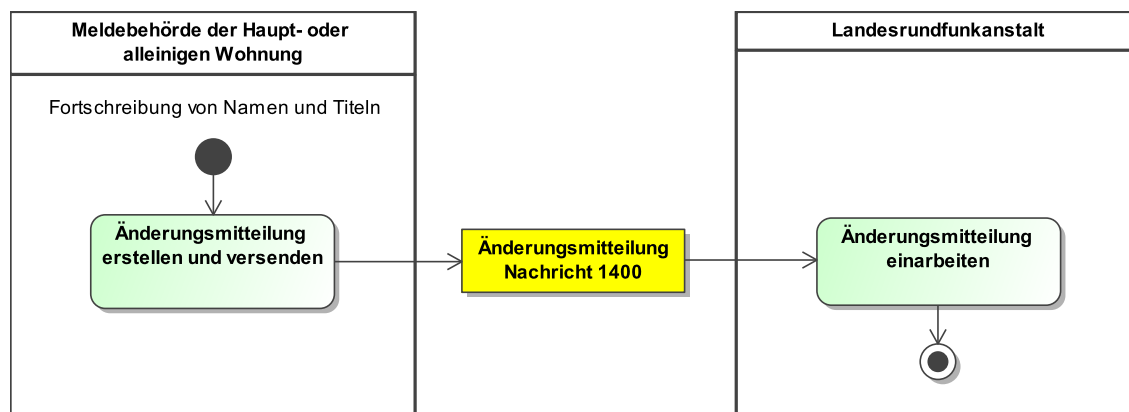 Meldebehörde der Haupt- oder
alleinigen Wohnung
Landesrundfunkanstalt
Fortschreibung von Namen und Titeln
Änderungsmitteilung
erstellen und versenden
Änderungsmitteilung
Nachricht 1400
Änderungsmitteilung
einarbeiten